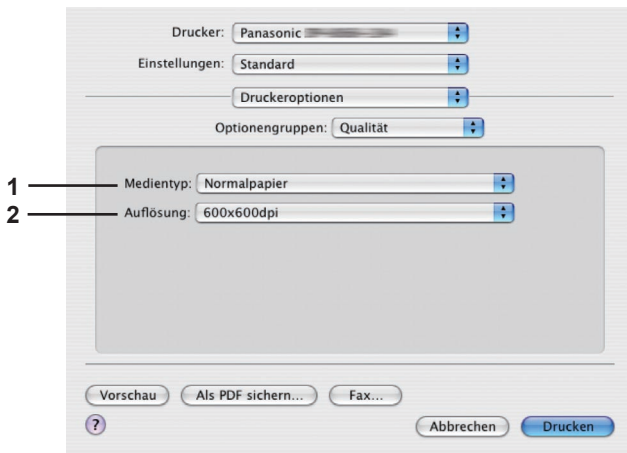 Drucker: Panasonic
Einstellungen: Standard
Druckeroptionen
Optionengruppen: Qualität
1 Medientyp: Normalpapier
2 Auflösung: 600x600dpi
Vorschau Als PDF sichern... Fax...
? Abbrechen Drucken